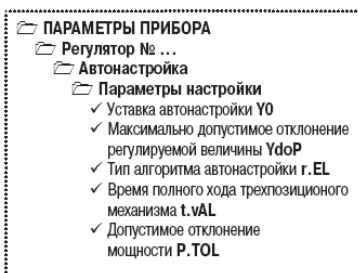 ПАРАМЕТРЫ ПРИБОРА
Регулятор № ...
Автонастройка
Параметры настройки
✓ Уставка автонастройки Y0
✓ Максимально допустимое отклонение
регулируемой величины YdoP
✓ Тип алгоритма автонастройки r.EL
✓ Время полного хода трехпозиционого
механизма t.vAL
✓ Допустимое отклонение
мощности P.TOL